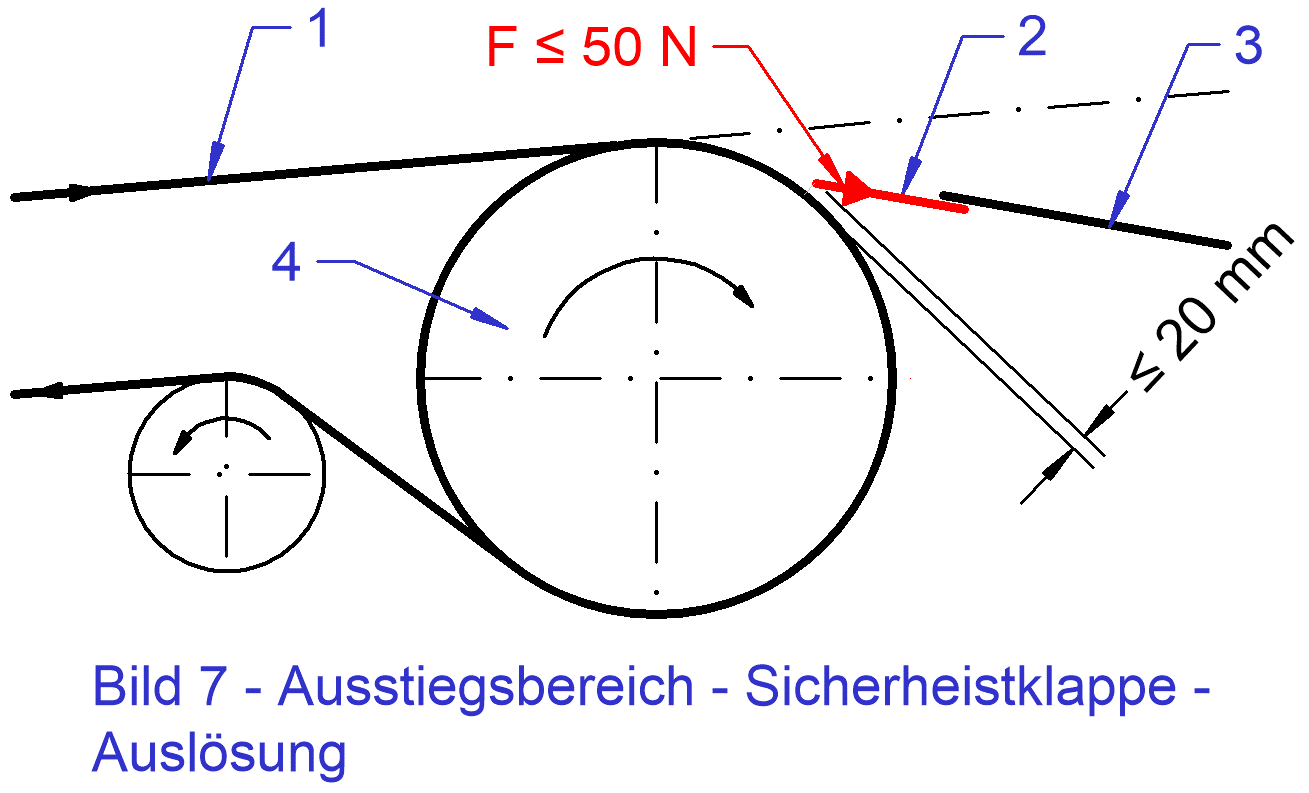 1
F ≤ 50 N
2
3
4
≤ 20 mm
Bild 7 - Ausstiegsbereich - Sicherheistklappe -
Auslösung